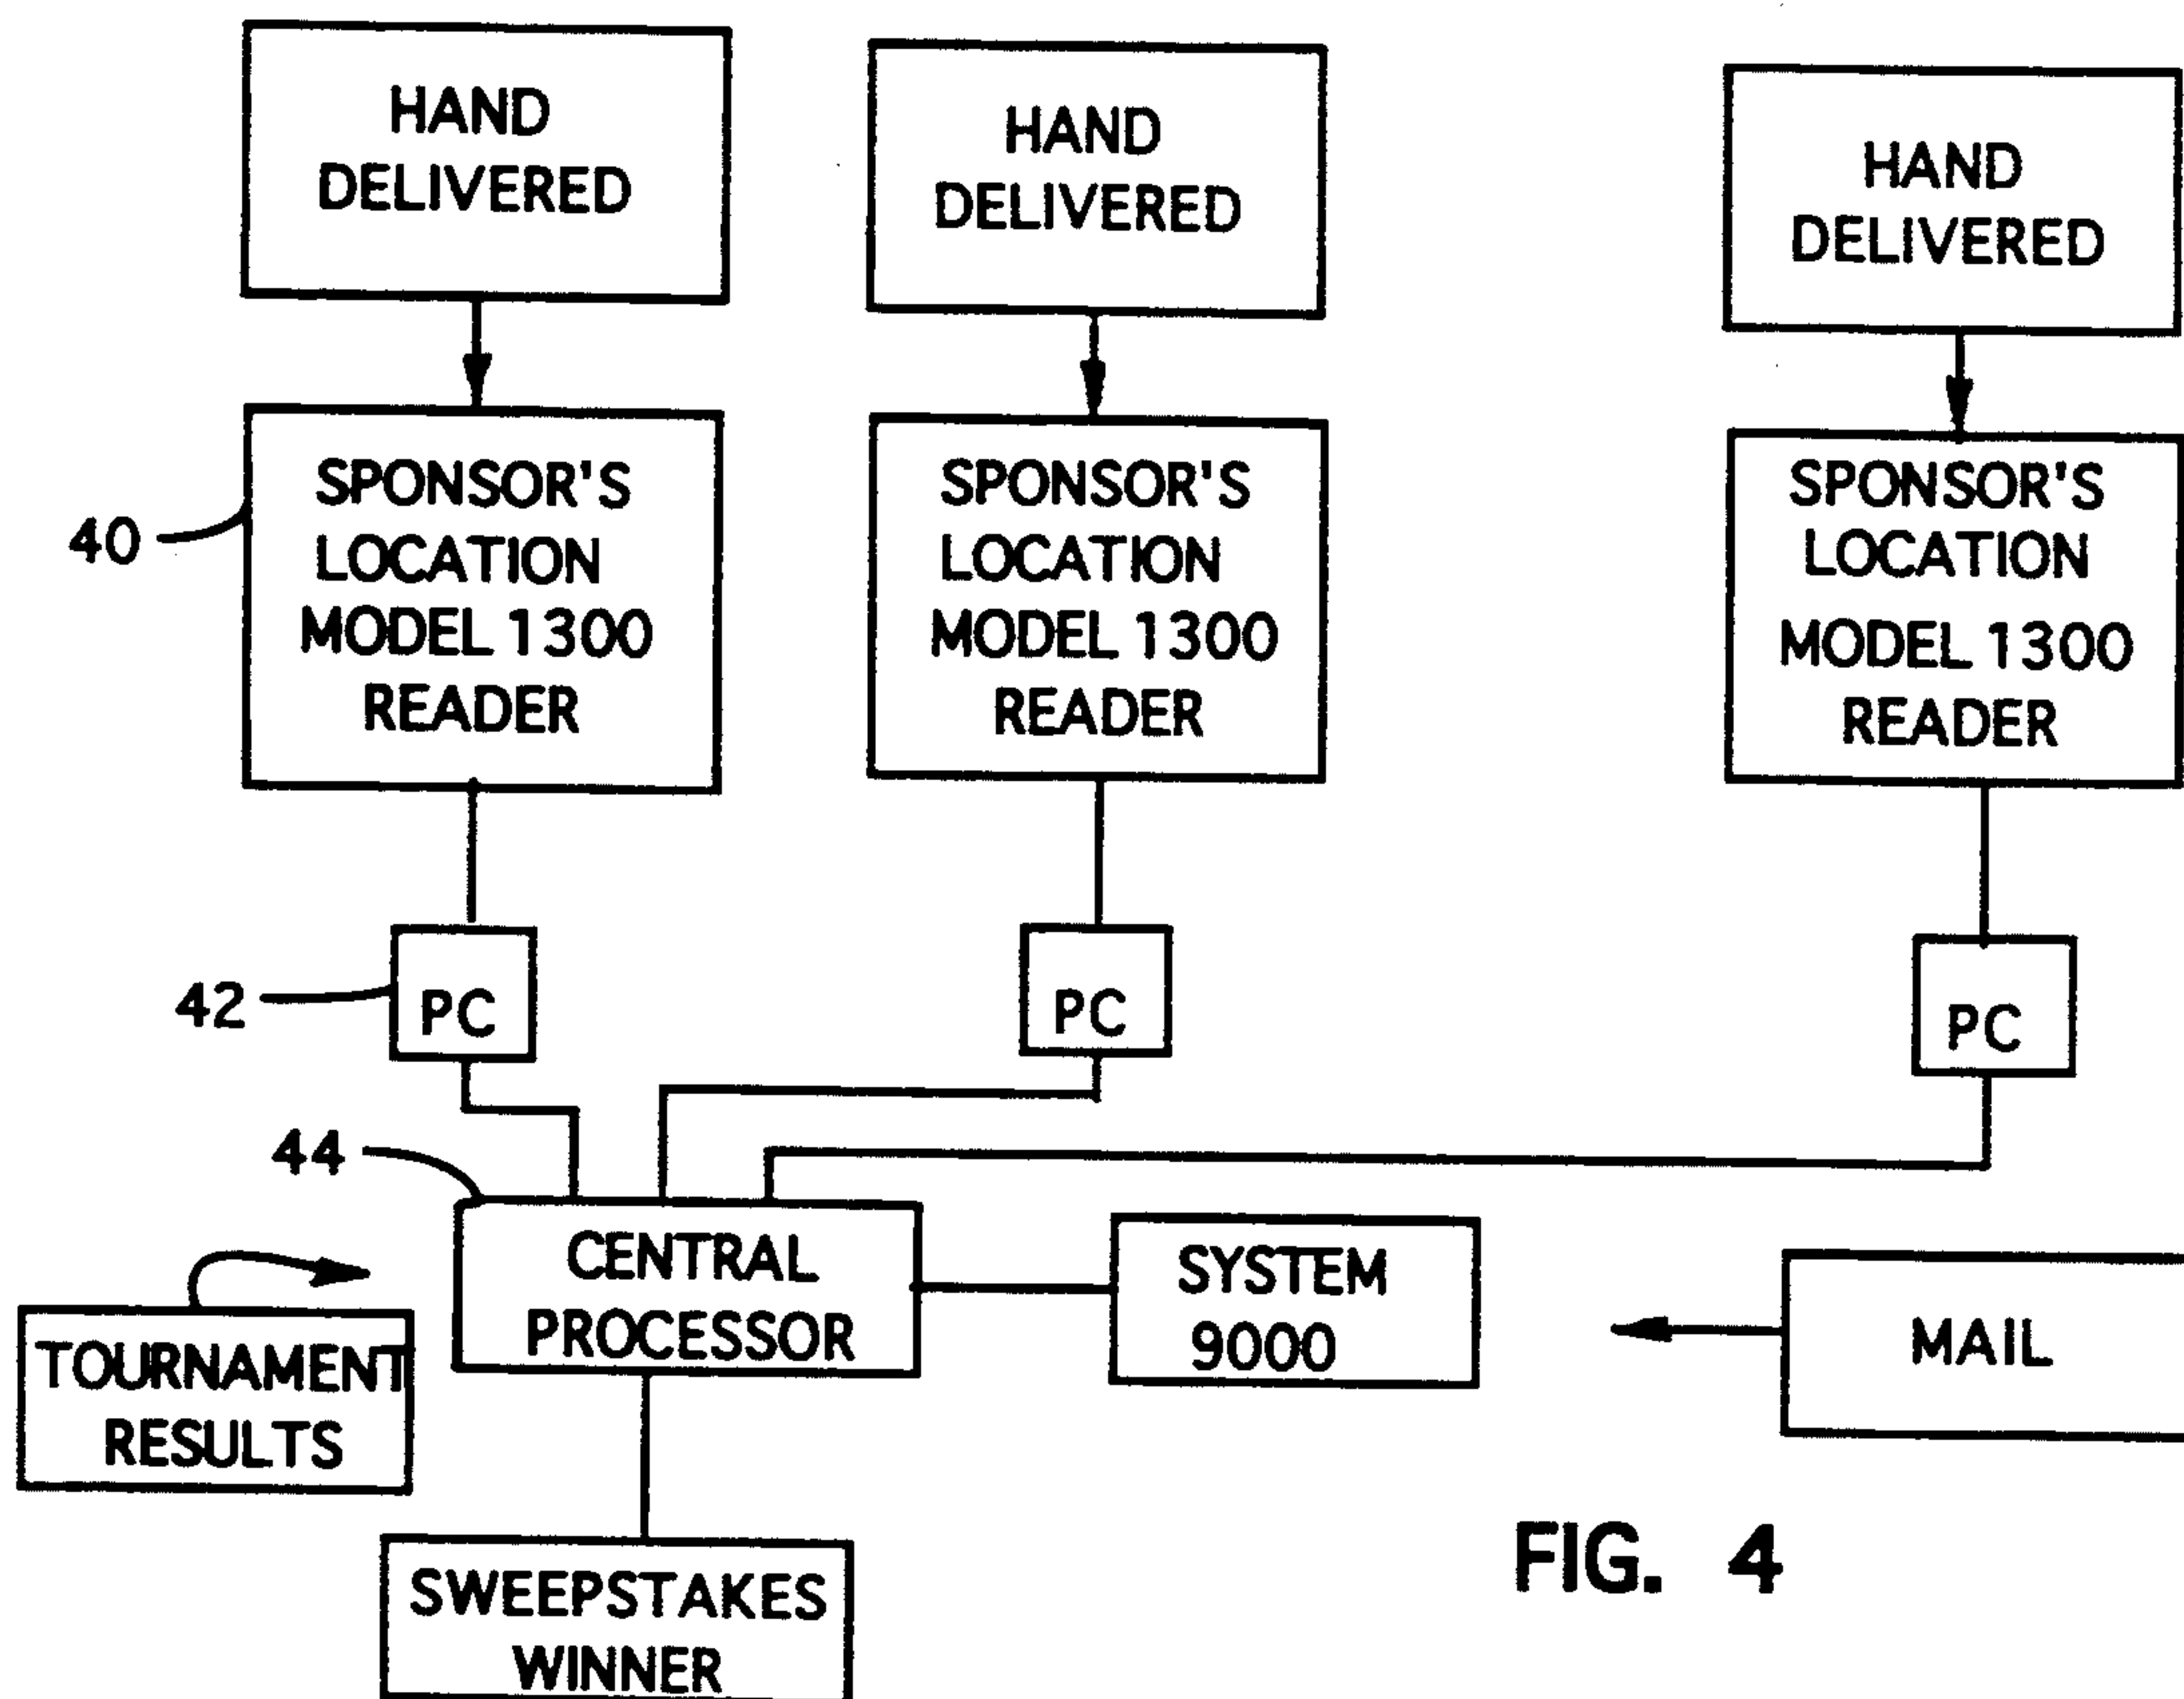 HAND
DELIVERED
HAND
DELIVERED
HAND
DELIVERED
40
SPONSOR'S
LOCATION
MODEL 1300
READER
SPONSOR'S
LOCATION
MODEL 1300
READER
SPONSOR'S
LOCATION
MODEL 1300
READER
42
PC
PC
PC
44
CENTRAL
PROCESSOR
SYSTEM
9000
MAIL
TOURNAMENT
RESULTS
SWEEPSTAKES
WINNER
FIG. 4